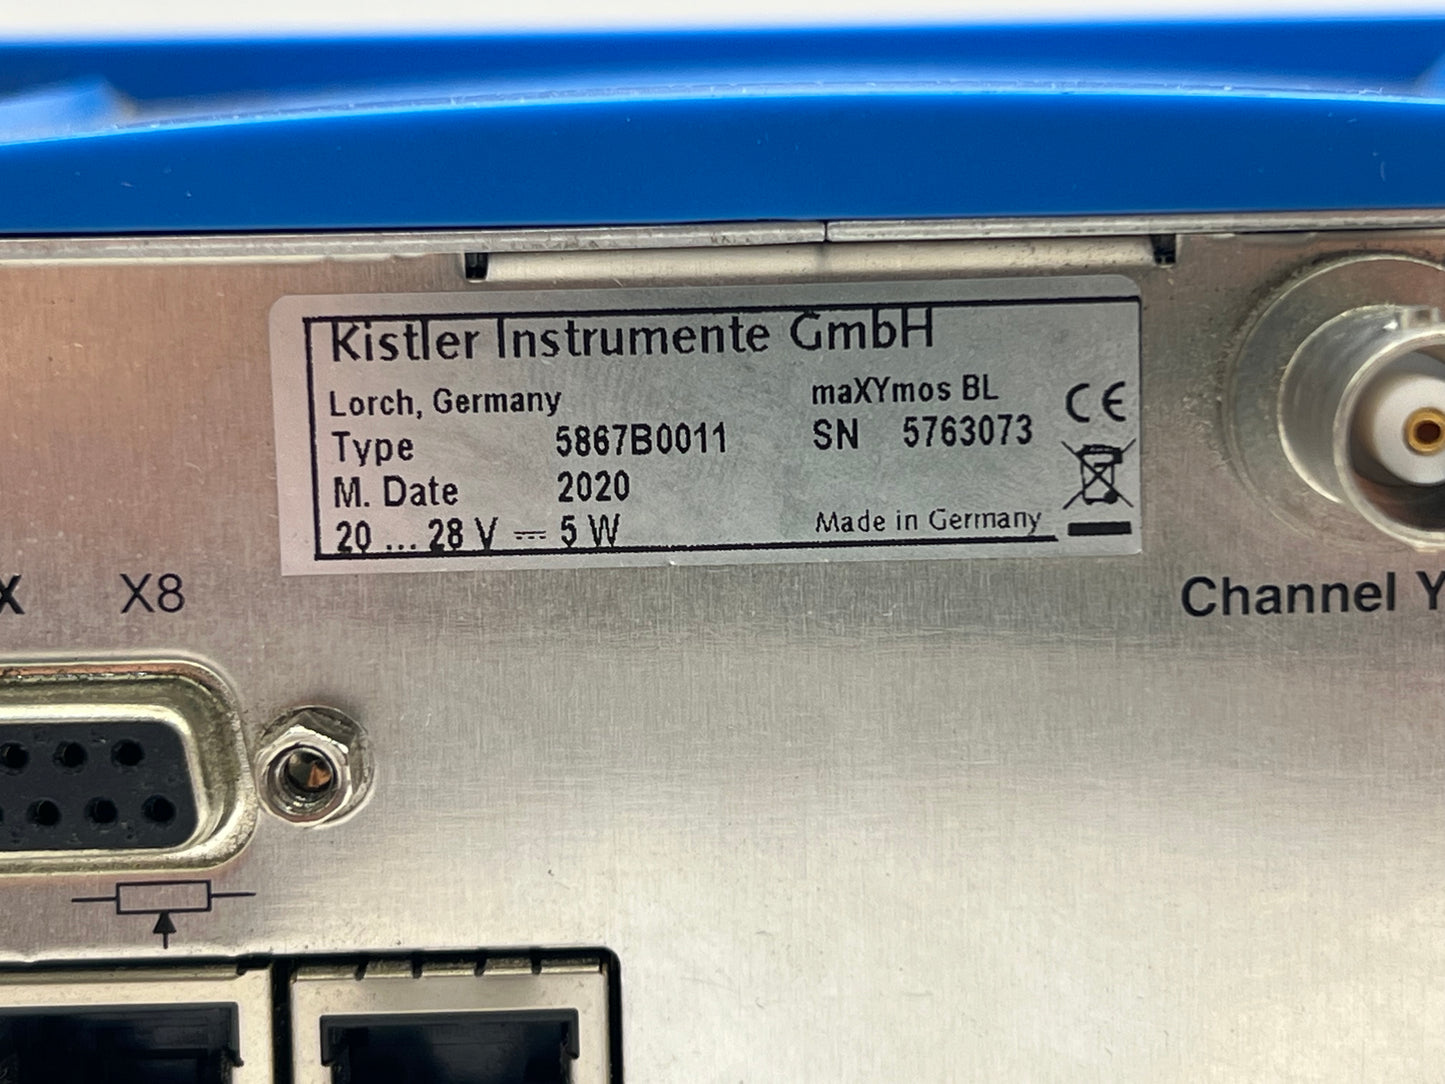 Kistler Instrumente GmbH
Lorch, Germany
maXYmos BL
Type 5867B0011
SN 5763073
M. Date 2020
20 ... 28 V ⎓ 5 W
Made in Germany
CE
X X8
Channel Y